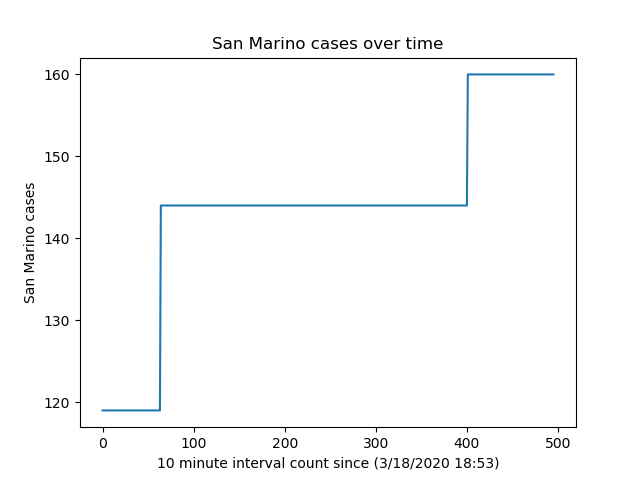 San Marino cases over time
160
150
140
130
120
San Marino cases
0 100 200 300 400 500
10 minute interval count since (3/18/2020 18:53)